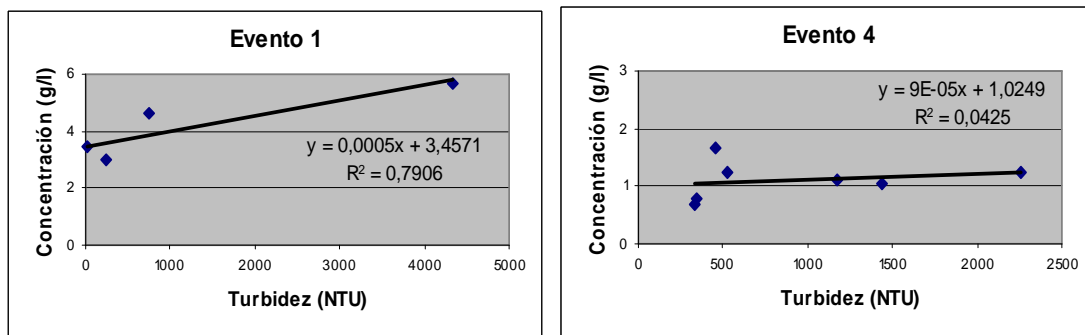 Evento 1
Concentración (g/l)
6
4
2
0
y = 0,0005x + 3,4571
R² = 0,7906
0 1000 2000 3000 4000 5000
Turbidez (NTU)
Evento 4
Concentración (g/l)
3
2
1
0
y = 9E-05x + 1,0249
R² = 0,0425
0 500 1000 1500 2000 2500
Turbidez (NTU)